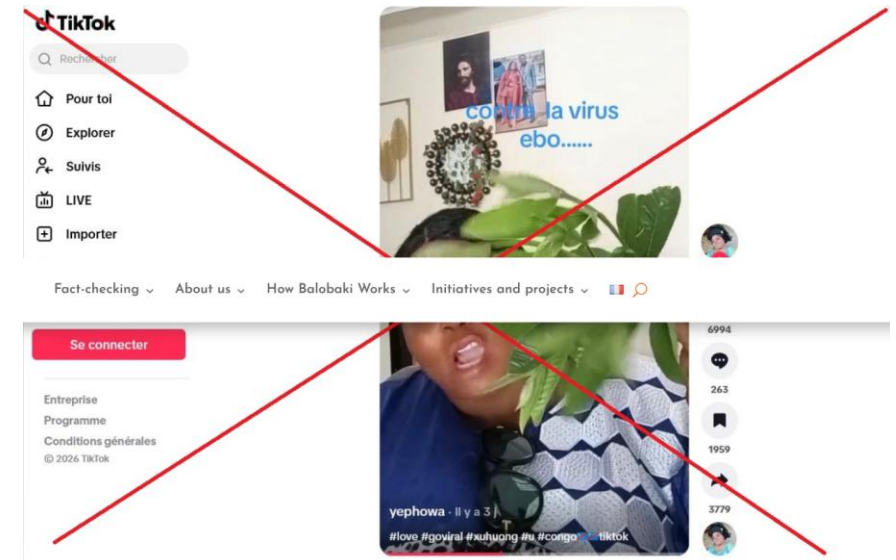 TikTok
Rechercher
Pour toi
Explorer
Suivis
LIVE
Importer
contre la virus
ebo......
Fact-checking
About us
How Balobaki Works
Initiatives and projects
Se connecter
Entreprise
Programme
Conditions générales
© 2026 TikTok
6994
263
1959
3779
yephowa · Il y a 3 j
#love #goviral #xuhuong #u #congo tiktok